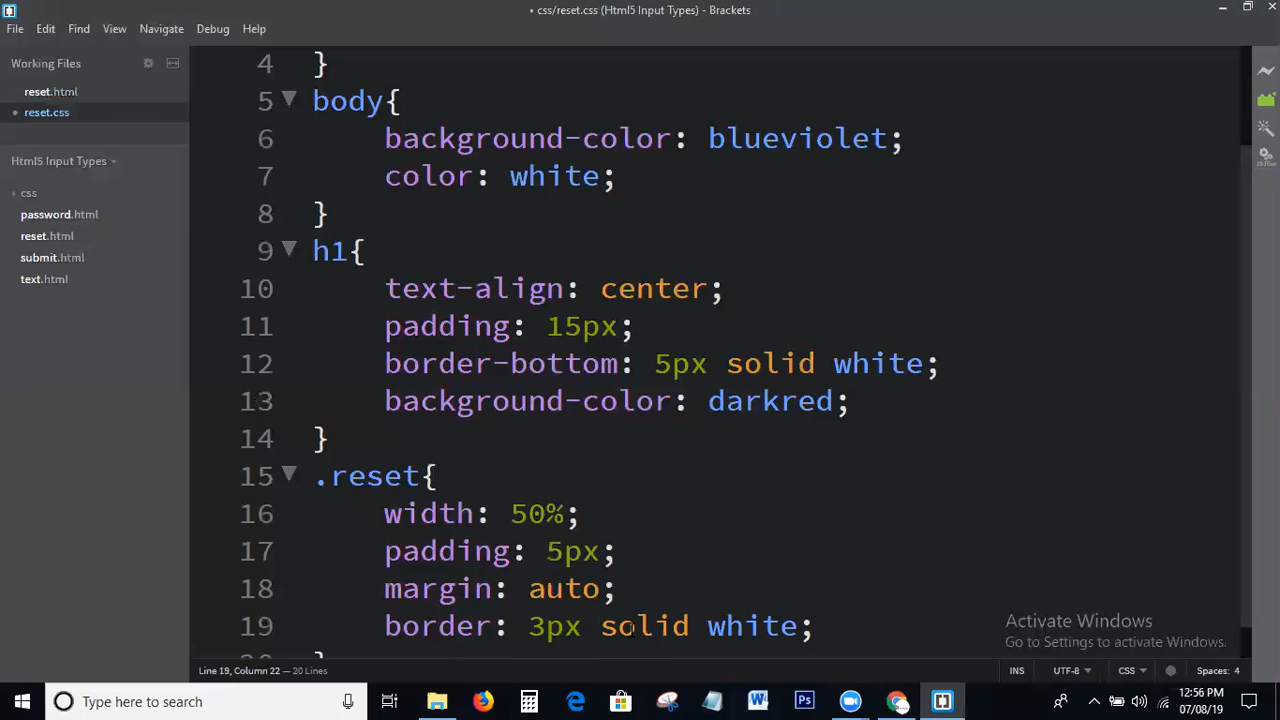 • css/reset.css (Html5 Input Types) - Brackets
File Edit Find View Navigate Debug Help
Working Files
reset.html
• reset.css
Html5 Input Types
css
password.html
reset.html
submit.html
text.html
4 }
5 body{
6 background-color: blueviolet;
7 color: white;
8 }
9 h1{
10 text-align: center;
11 padding: 15px;
12 border-bottom: 5px solid white;
13 background-color: darkred;
14 }
15 .reset{
16 width: 50%;
17 padding: 5px;
18 margin: auto;
19 border: 3px solid white;
Activate Windows
Go to Settings to activate Windows.
Line 19, Column 22 — 20 Lines
INS UTF-8 CSS Spaces: 4
Type here to search
12:56 PM
07/08/19